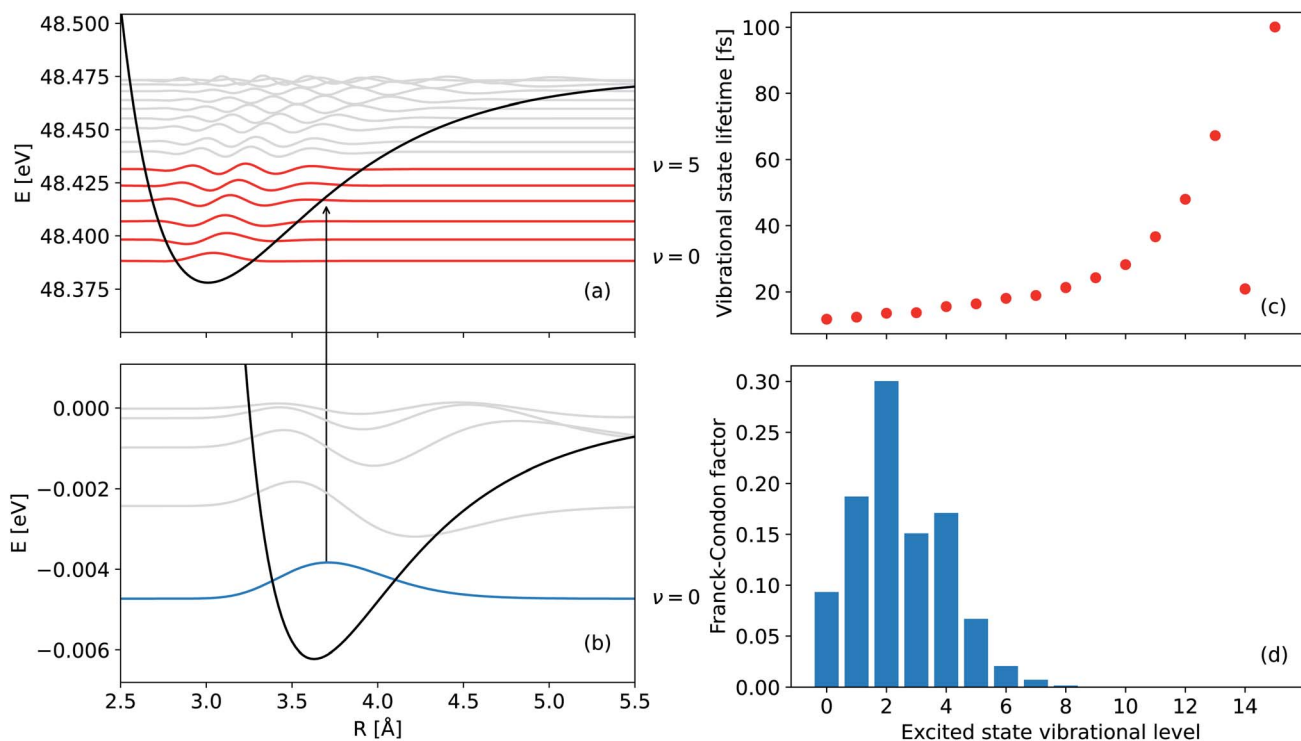 48.500
48.475
48.450
48.425
48.400
48.375
E [eV]
ν = 5
ν = 0
(a)
0.000
−0.002
−0.004
−0.006
E [eV]
ν = 0
(b)
2.5 3.0 3.5 4.0 4.5 5.0 5.5
R [Å]
100
80
60
40
20
Vibrational state lifetime [fs]
(c)
0.30
0.25
0.20
0.15
0.10
0.05
0.00
Franck-Condon factor
(d)
0 2 4 6 8 10 12 14
Excited state vibrational level